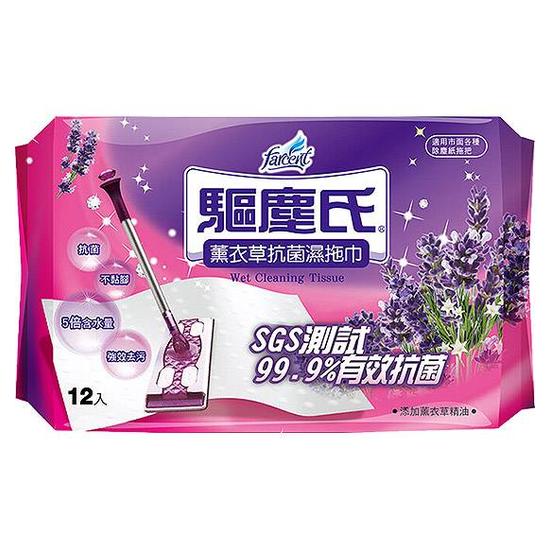 farcent
適用市面各種
除塵紙拖把
驅塵氏®
薰衣草抗菌濕拖巾
Wet Cleaning Tissue
抗菌
不黏膩
5倍含水量
強效去污
SGS測試
99.9%有效抗菌
12入
•添加薰衣草精油•